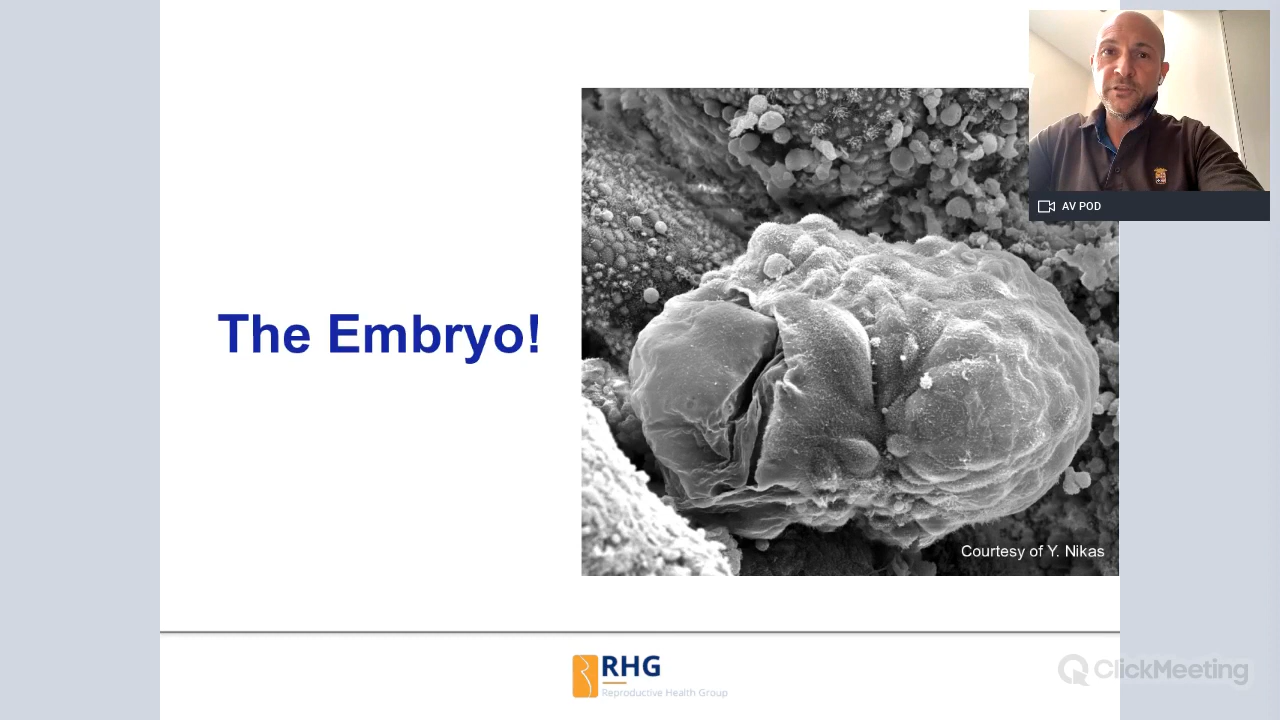 AV POD
The Embryo!
Courtesy of Y. Nikas
RHG
Reproductive Health Group
ClickMeeting